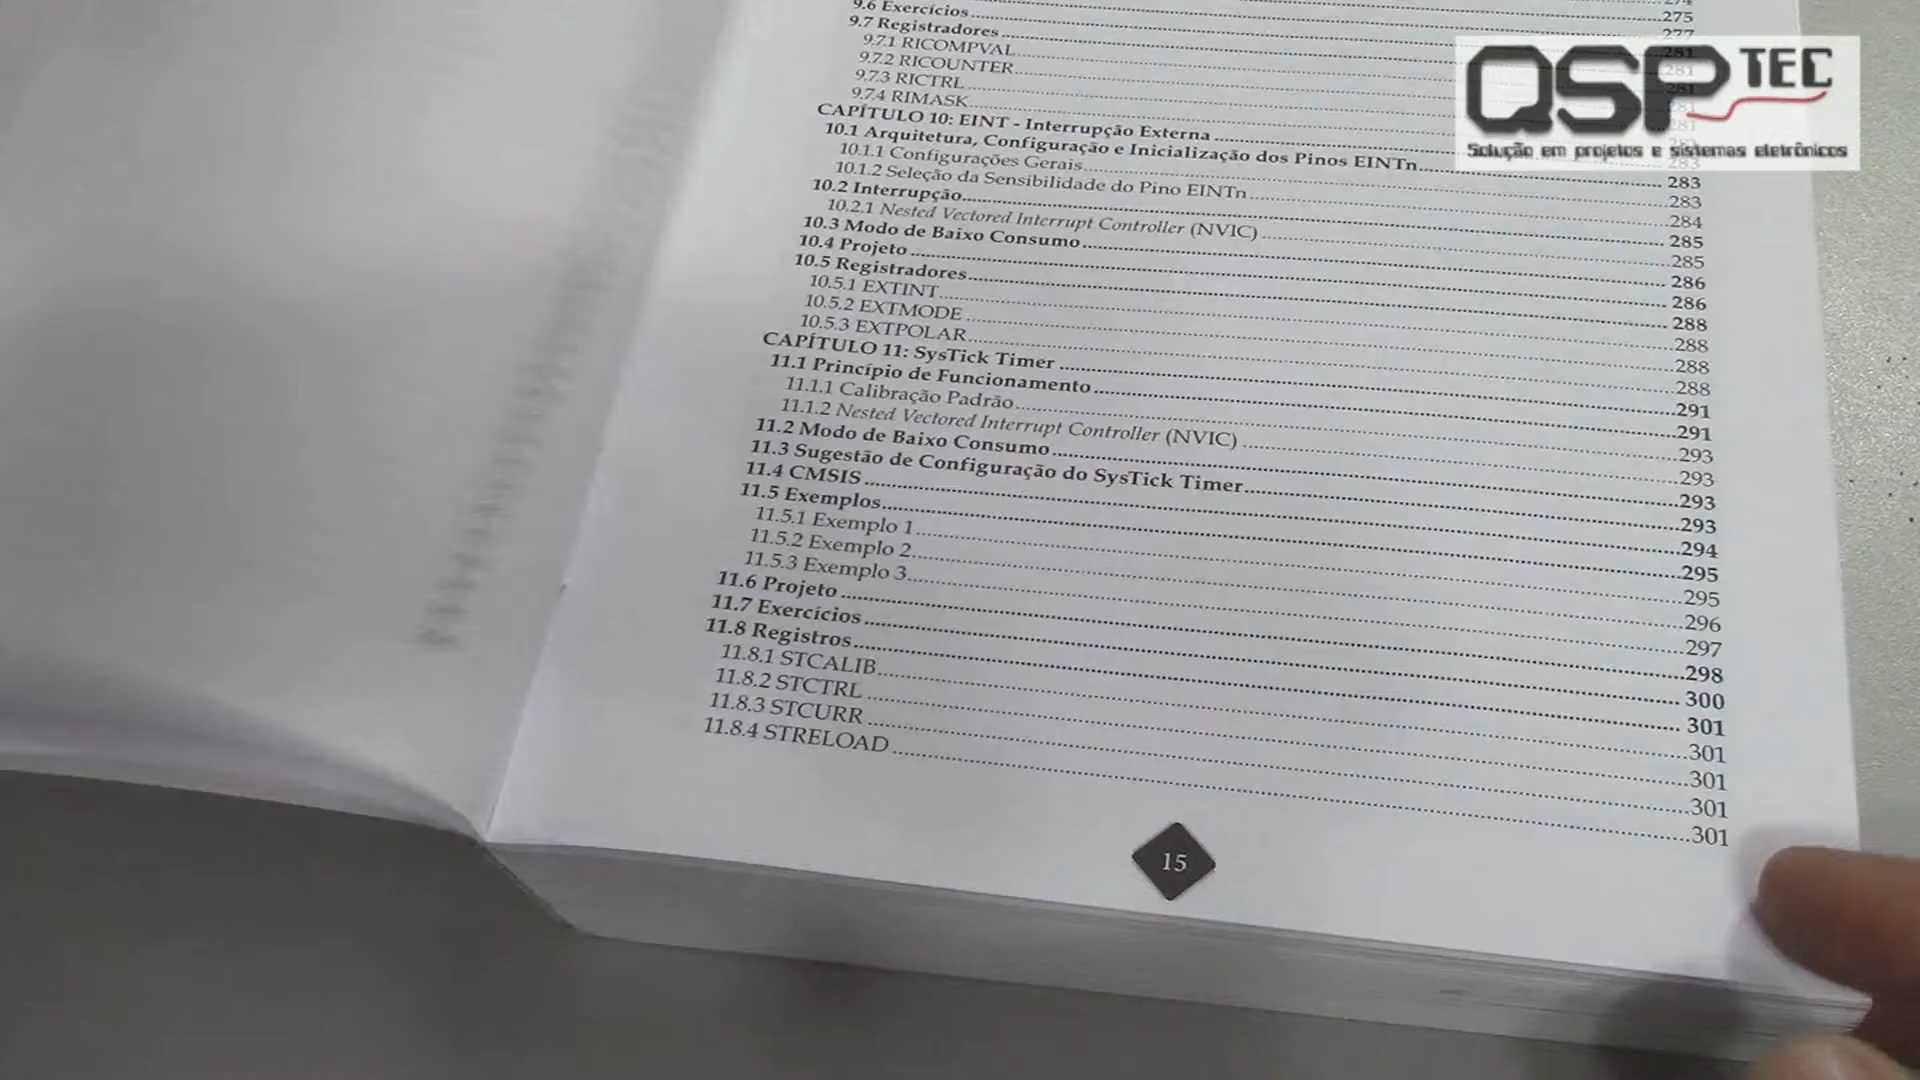 274
275
9.6 Exercícios 277
9.7 Registradores 281
9.7.1 RICOMPVAL 281
9.7.2 RICOUNTER 281
9.7.3 RICTRL 281
9.7.4 RIMASK 281
CAPÍTULO 10: EINT - Interrupção Externa 283
10.1 Arquitetura, Configuração e Inicialização dos Pinos EINTn 283
10.1.1 Configurações Gerais 283
10.1.2 Seleção da Sensibilidade do Pino EINTn 284
10.2 Interrupção 285
10.2.1 Nested Vectored Interrupt Controller (NVIC) 285
10.3 Modo de Baixo Consumo 286
10.4 Projeto 286
10.5 Registradores 288
10.5.1 EXTINT 288
10.5.2 EXTMODE 288
10.5.3 EXTPOLAR 288
CAPÍTULO 11: SysTick Timer 291
11.1 Princípio de Funcionamento 291
11.1.1 Calibração Padrão 293
11.1.2 Nested Vectored Interrupt Controller (NVIC) 293
11.2 Modo de Baixo Consumo 293
11.3 Sugestão de Configuração do SysTick Timer 293
11.4 CMSIS 294
11.5 Exemplos 295
11.5.1 Exemplo 1 295
11.5.2 Exemplo 2 296
11.5.3 Exemplo 3 297
11.6 Projeto 298
11.7 Exercícios 300
11.8 Registros 301
11.8.1 STCALIB 301
11.8.2 STCTRL 301
11.8.3 STCURR 301
11.8.4 STRELOAD 301
15
QSP TEC
Solução em projetos e sistemas eletrônicos